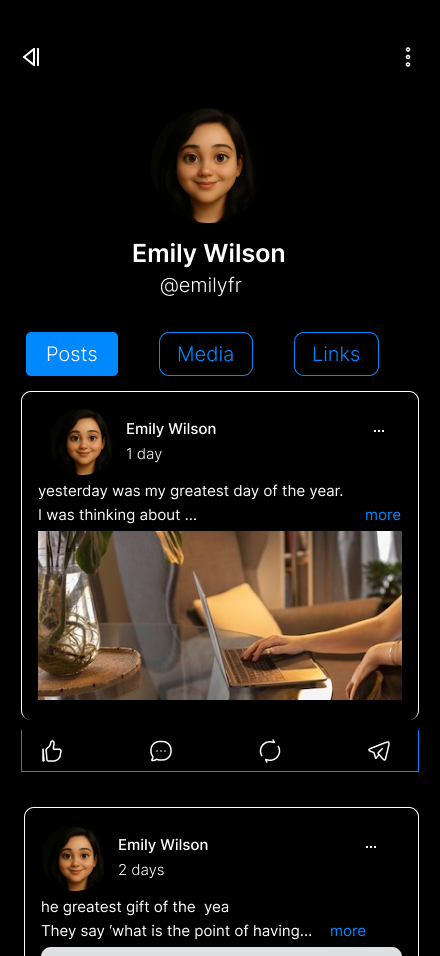 Emily Wilson
@emilyfr
Posts Media Links
Emily Wilson
1 day
yesterday was my greatest day of the year.
I was thinking about ... more
Emily Wilson
2 days
he greatest gift of the  yea
They say ‘what is the point of having... more